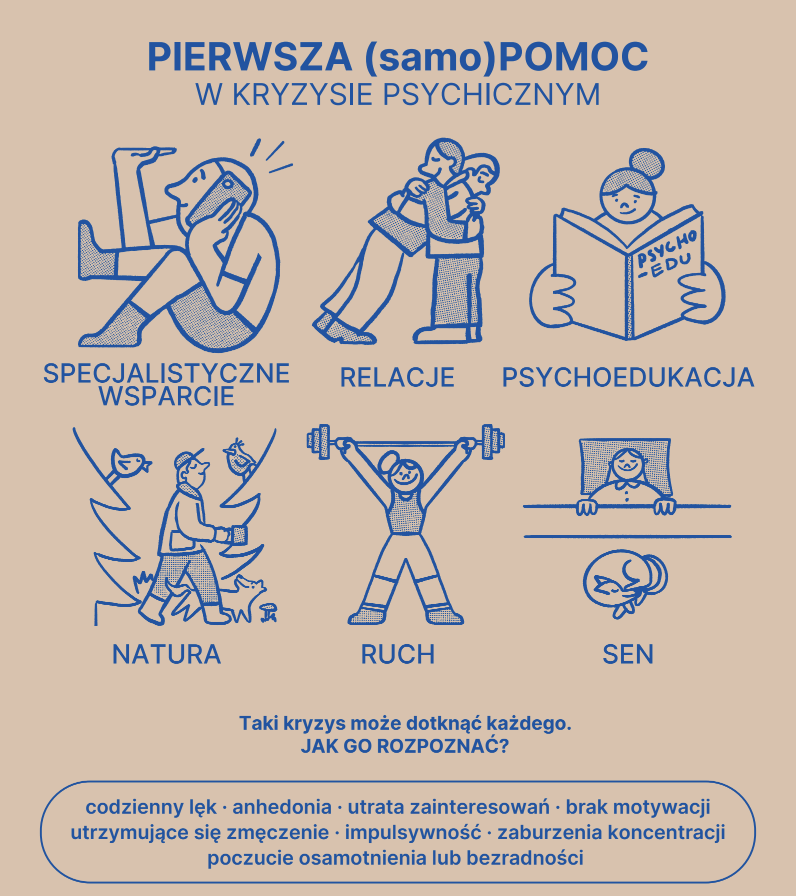 PIERWSZA (samo)POMOC
W KRYZYSIE PSYCHICZNYM
PSYCHO
-EDU
SPECJALISTYCZNE
WSPARCIE
RELACJE
PSYCHOEDUKACJA
NATURA
RUCH
SEN
Taki kryzys może dotknąć każdego.
JAK GO ROZPOZNAĆ?
codzienny lęk · anhedonia · utrata zainteresowań · brak motywacji
utrzymujące się zmęczenie · impulsywność · zaburzenia koncentracji
poczucie osamotnienia lub bezradności